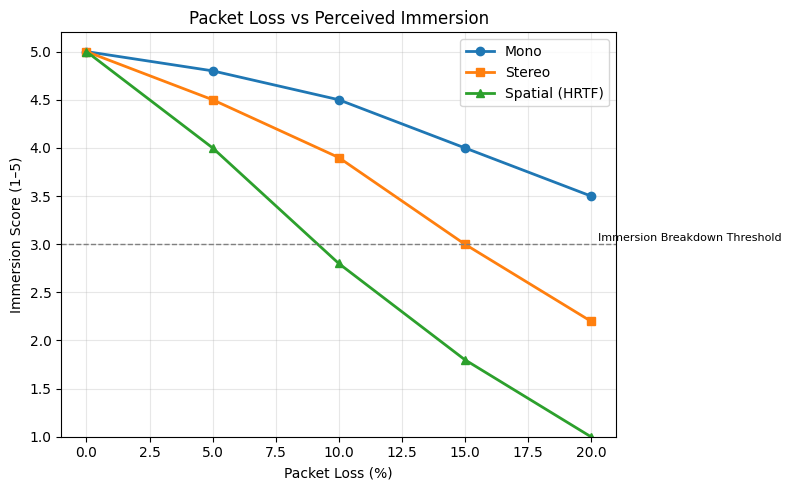 Packet Loss vs Perceived Immersion
Immersion Score (1–5)
5.0
4.5
4.0
3.5
3.0
2.5
2.0
1.5
1.0
Mono
Stereo
Spatial (HRTF)
Immersion Breakdown Threshold
0.0 2.5 5.0 7.5 10.0 12.5 15.0 17.5 20.0
Packet Loss (%)